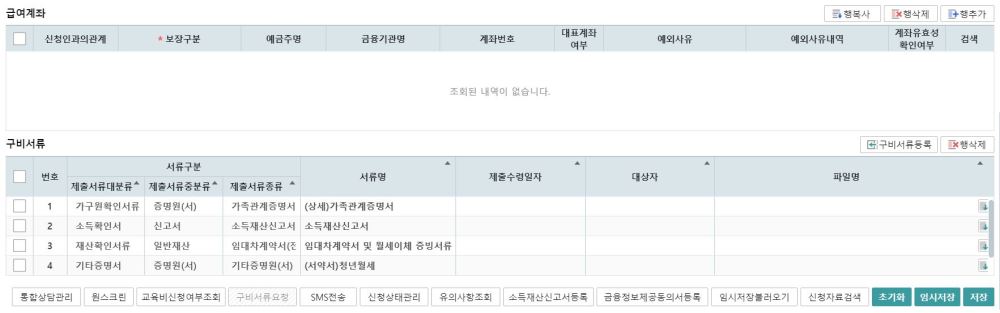 급여계좌 행복사 행삭제 행추가
신청인과의관계 * 보장구분 예금주명 금융기관명 계좌번호 대표계좌 여부 예외사유 예외사유내역 계좌유효성 확인여부 검색
조회된 내역이 없습니다.
구비서류 구비서류등록 행삭제
번호 서류구분 서류명 제출수령일자 대상자 파일명
제출서류대분류 제출서류중분류 제출서류종류
1 가구원확인서류 증명원(서) 가족관계증명서 (상세)가족관계증명서
2 소득확인서 신고서 소득재산신고서 소득재산신고서
3 재산확인서류 일반재산 임대차계약서(전 임대차계약서 및 월세이체 증빙서류
4 기타증명서 증명원(서) 기타증명원(서) (서약서)청년월세
통합상담관리 원스크린 교육비신청여부조회 구비서류요청 SMS전송 신청상태관리 유의사항조회 소득재산신고서등록 금융정보제공동의서등록 임시저장불러오기 신청자료검색 초기화 임시저장 저장